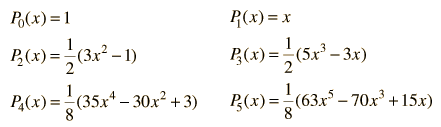 P₀(x) = 1    P₁(x) = x
P₂(x) = 1/2 (3x² − 1)    P₃(x) = 1/2 (5x³ − 3x)
P₄(x) = 1/8 (35x⁴ − 30x² + 3)    P₅(x) = 1/8 (63x⁵ − 70x³ + 15x)